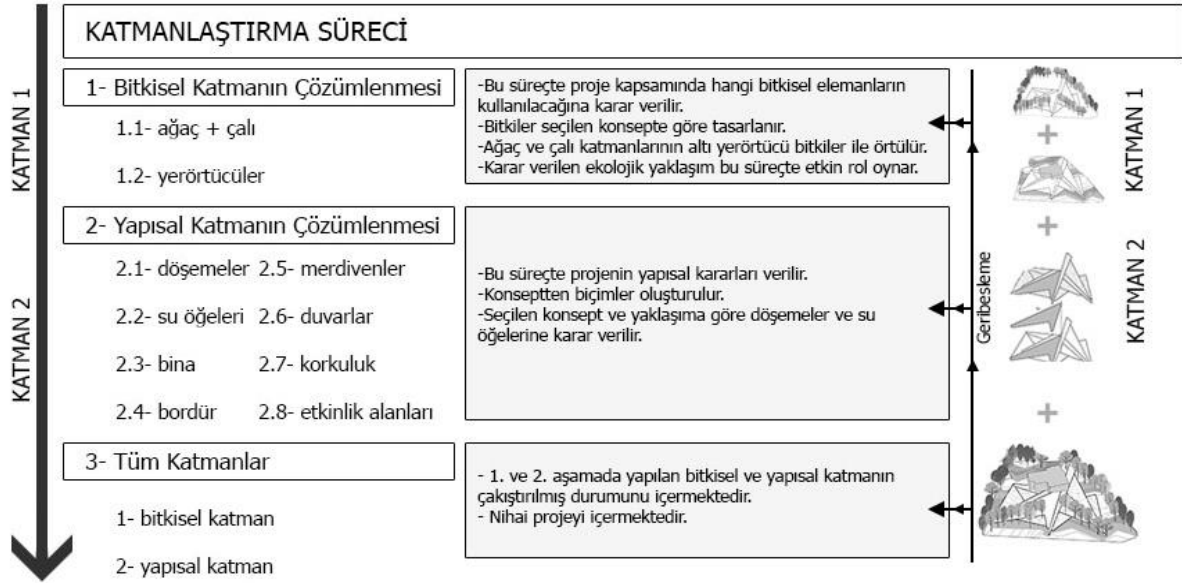 KATMANLAŞTIRMA SÜRECİ
KATMAN 1
1- Bitkisel Katmanın Çözümlenmesi
1.1- ağaç + çalı
1.2- yerörtücüler
-Bu süreçte proje kapsamında hangi bitkisel elemanların
kullanılacağına karar verilir.
-Bitkiler seçilen konsepte göre tasarlanır.
-Ağaç ve çalı katmanlarının altı yerörtücü bitkiler ile örtülür.
-Karar verilen ekolojik yaklaşım bu süreçte etkin rol oynar.
KATMAN 1
+
+
KATMAN 2
2- Yapısal Katmanın Çözümlenmesi
2.1- döşemeler 2.5- merdivenler
2.2- su öğeleri 2.6- duvarlar
2.3- bina 2.7- korkuluk
2.4- bordür 2.8- etkinlik alanları
-Bu süreçte projenin yapısal kararları verilir.
-Konseptten biçimler oluşturulur.
-Seçilen konsept ve yaklaşıma göre döşemeler ve su
öğelerine karar verilir.
Geribesleme
KATMAN 2
+
3- Tüm Katmanlar
1- bitkisel katman
2- yapısal katman
- 1. ve 2. aşamada yapılan bitkisel ve yapısal katmanın
çakıştırılmış durumunu içermektedir.
- Nihai projeyi içermektedir.